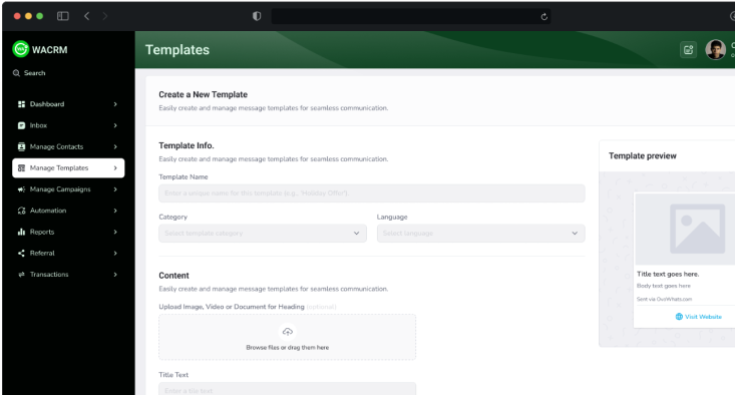 WACRM
Search
Dashboard
Inbox
Manage Contacts
Manage Templates
Manage Campaigns
Automation
Reports
Referral
Transactions
Templates
Create a New Template
Easily create and manage message templates for seamless communication.
Template Info.
Easily create and manage message templates for seamless communication.
Template Name
Enter a unique name for this template (e.g., 'Holiday Offer').
Category
Language
Select template category
Select language
Content
Easily create and manage message templates for seamless communication.
Upload Image, Video or Document for Heading (optional)
Browse files or drag them here
Title Text
Enter a tile text
Template preview
Title text goes here.
Body text goes here
Visit Website